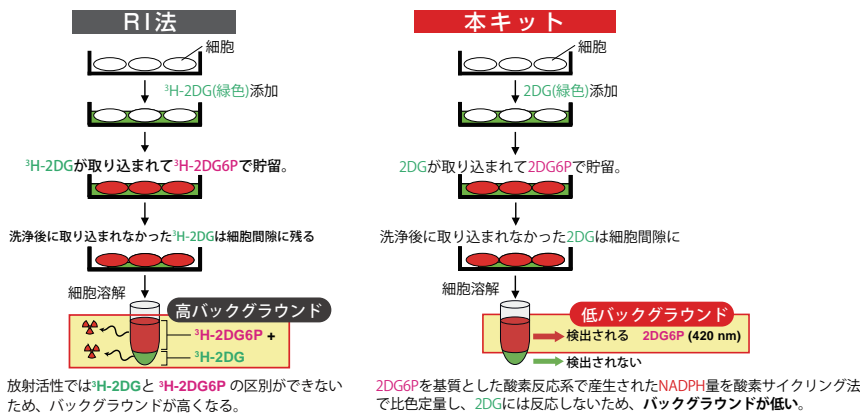 RI法
細胞
³H-2DG(緑色)添加
³H-2DGが取り込まれて³H-2DG6Pで貯留。
洗浄後に取り込まれなかった³H-2DGは細胞間隙に残る
細胞溶解
高バックグラウンド
³H-2DG6P +
³H-2DG
放射活性では³H-2DGと ³H-2DG6P の区別ができない
ため、バックグラウンドが高くなる。
本キット
細胞
2DG(緑色)添加
2DGが取り込まれて2DG6Pで貯留。
洗浄後に取り込まれなかった2DGは細胞間隙に
細胞溶解
低バックグラウンド
検出される 2DG6P (420 nm)
検出されない
2DG6Pを基質とした酸素反応系で産生されたNADPH量を酸素サイクリング法
で比色定量し、2DGには反応しないため、バックグラウンドが低い。